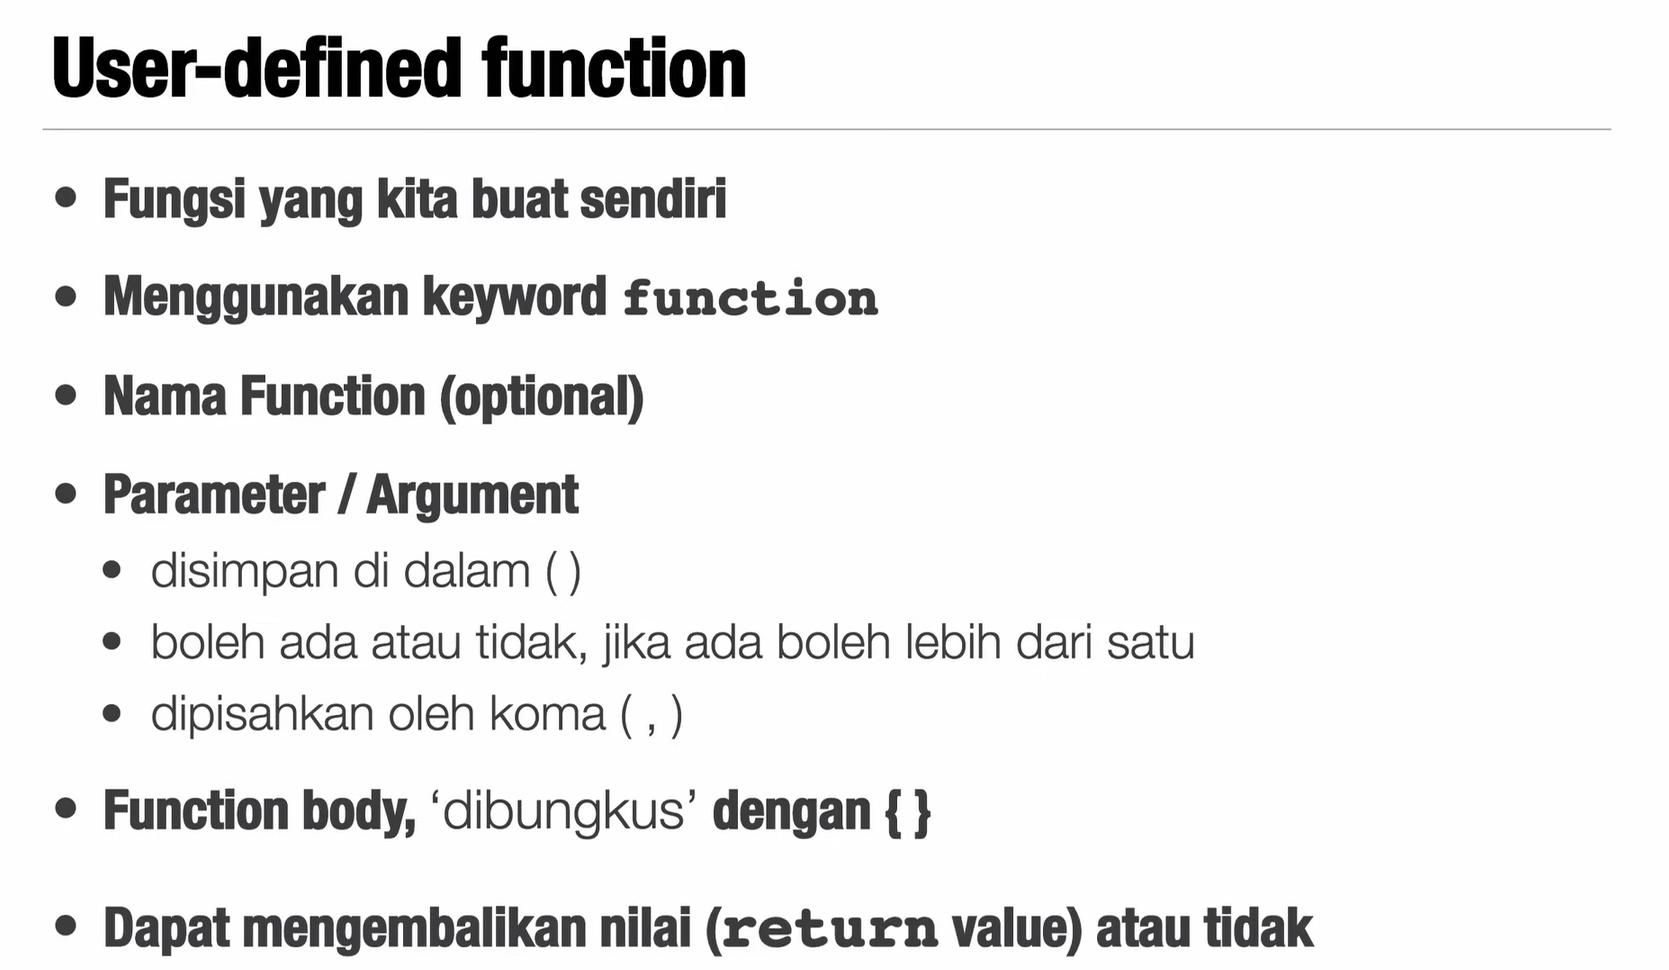 User-defined function
• Fungsi yang kita buat sendiri
• Menggunakan keyword function
• Nama Function (optional)
• Parameter / Argument
• disimpan di dalam ( )
• boleh ada atau tidak, jika ada boleh lebih dari satu
• dipisahkan oleh koma ( , )
• Function body, ‘dibungkus’ dengan { }
• Dapat mengembalikan nilai (return value) atau tidak